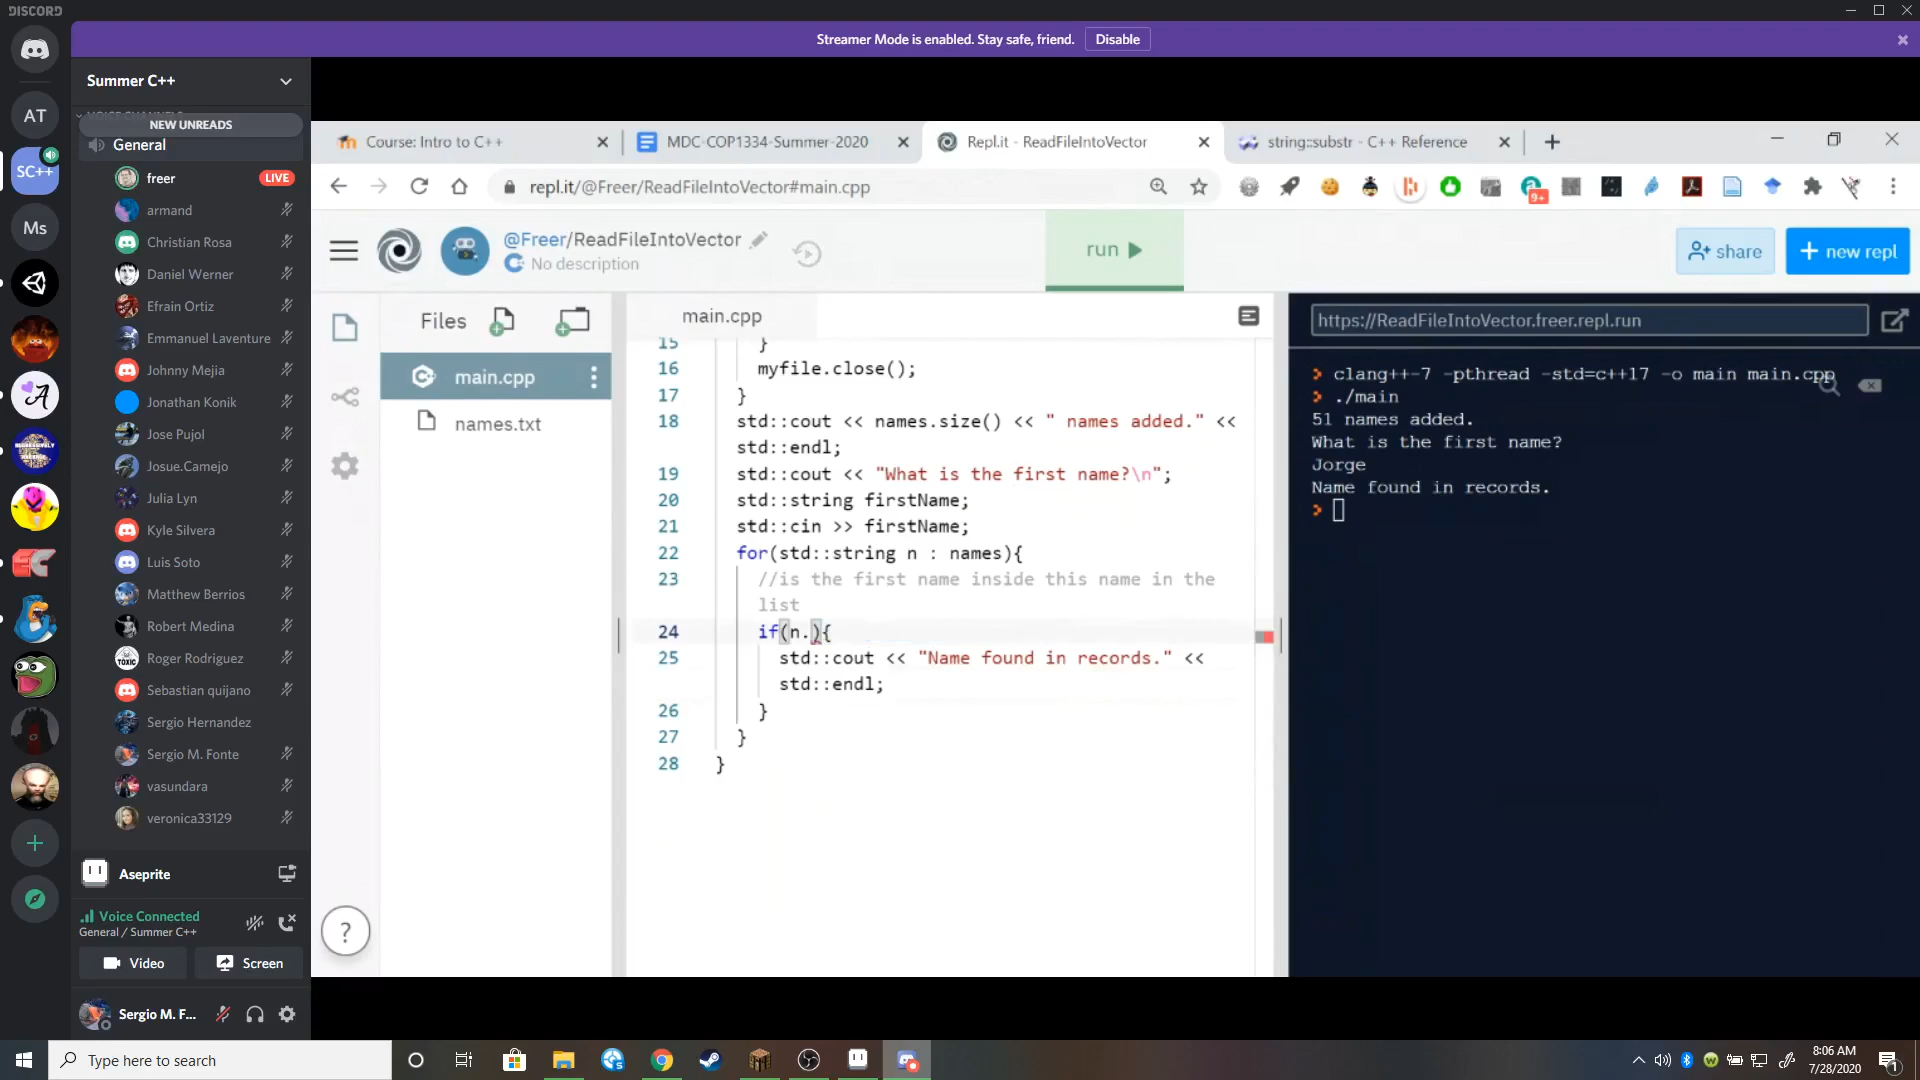 DISCORD
Streamer Mode is enabled. Stay safe, friend. Disable
Summer C++
NEW UNREADS
General
AT
SC++
Ms
freer LIVE
armand
Christian Rosa
Daniel Werner
Efrain Ortiz
Emmanuel Laventure
Johnny Mejia
Jonathan Konik
Jose Pujol
Josue.Camejo
Julia Lyn
Kyle Silvera
Luis Soto
Matthew Berrios
Robert Medina
Roger Rodriguez
Sebastian quijano
Sergio Hernandez
Sergio M. Fonte
vasundara
veronica33129
Aseprite
Voice Connected
General / Summer C++
Video Screen
Sergio M. F...
Course: Intro to C++
MDC-COP1334-Summer-2020
Repl.it - ReadFileIntoVector
string::substr - C++ Reference
repl.it/@Freer/ReadFileIntoVector#main.cpp
9+
@Freer/ReadFileIntoVector
No description
run
share
+ new repl
Files
main.cpp
names.txt
?
main.cpp
15 }
16 myfile.close();
17 }
18 std::cout << names.size() << " names added." <<
std::endl;
19 std::cout << "What is the first name?\n";
20 std::string firstName;
21 std::cin >> firstName;
22 for(std::string n : names){
23 //is the first name inside this name in the
list
24 if(n.){
25 std::cout << "Name found in records." <<
std::endl;
26 }
27 }
28 }
https://ReadFileIntoVector.freer.repl.run
> clang++-7 -pthread -std=c++17 -o main main.cpp
> ./main
51 names added.
What is the first name?
Jorge
Name found in records.
>
Type here to search
8:06 AM
7/28/2020
1